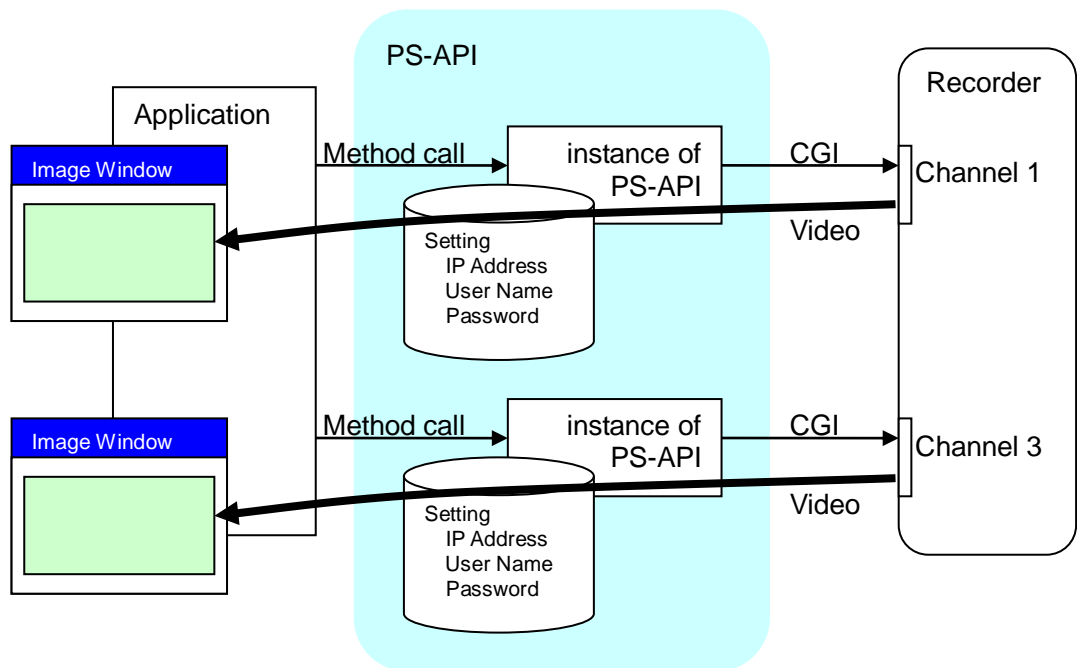 PS-API
Recorder
Application
Image Window
Method call
instance of
PS-API
CGI
Channel 1
Video
Setting
IP Address
User Name
Password
Image Window
Method call
instance of
PS-API
CGI
Channel 3
Video
Setting
IP Address
User Name
Password